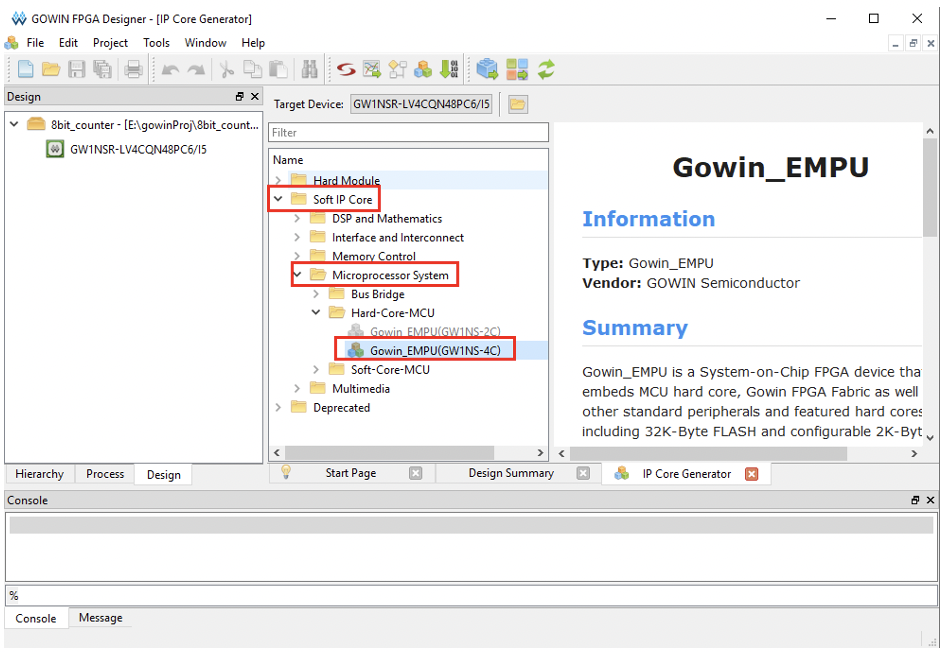 GOWIN FPGA Designer - [IP Core Generator]
File Edit Project Tools Window Help
Design
Target Device: GW1NSR-LV4CQN48PC6/I5
8bit_counter - [E:\gowinProj\8bit_count...
GW1NSR-LV4CQN48PC6/I5
Filter
Name
Hard Module
Soft IP Core
DSP and Mathematics
Interface and Interconnect
Memory Control
Microprocessor System
Bus Bridge
Hard-Core-MCU
Gowin_EMPU(GW1NS-2C)
Gowin_EMPU(GW1NS-4C)
Soft-Core-MCU
Multimedia
Deprecated
Gowin_EMPU
Information
Type: Gowin_EMPU
Vendor: GOWIN Semiconductor
Summary
Gowin_EMPU is a System-on-Chip FPGA device tha
embeds MCU hard core, Gowin FPGA Fabric as well
other standard peripherals and featured hard cores
including 32K-Byte FLASH and configurable 2K-Byt
Hierarchy Process Design
Start Page Design Summary IP Core Generator
Console
%
Console Message